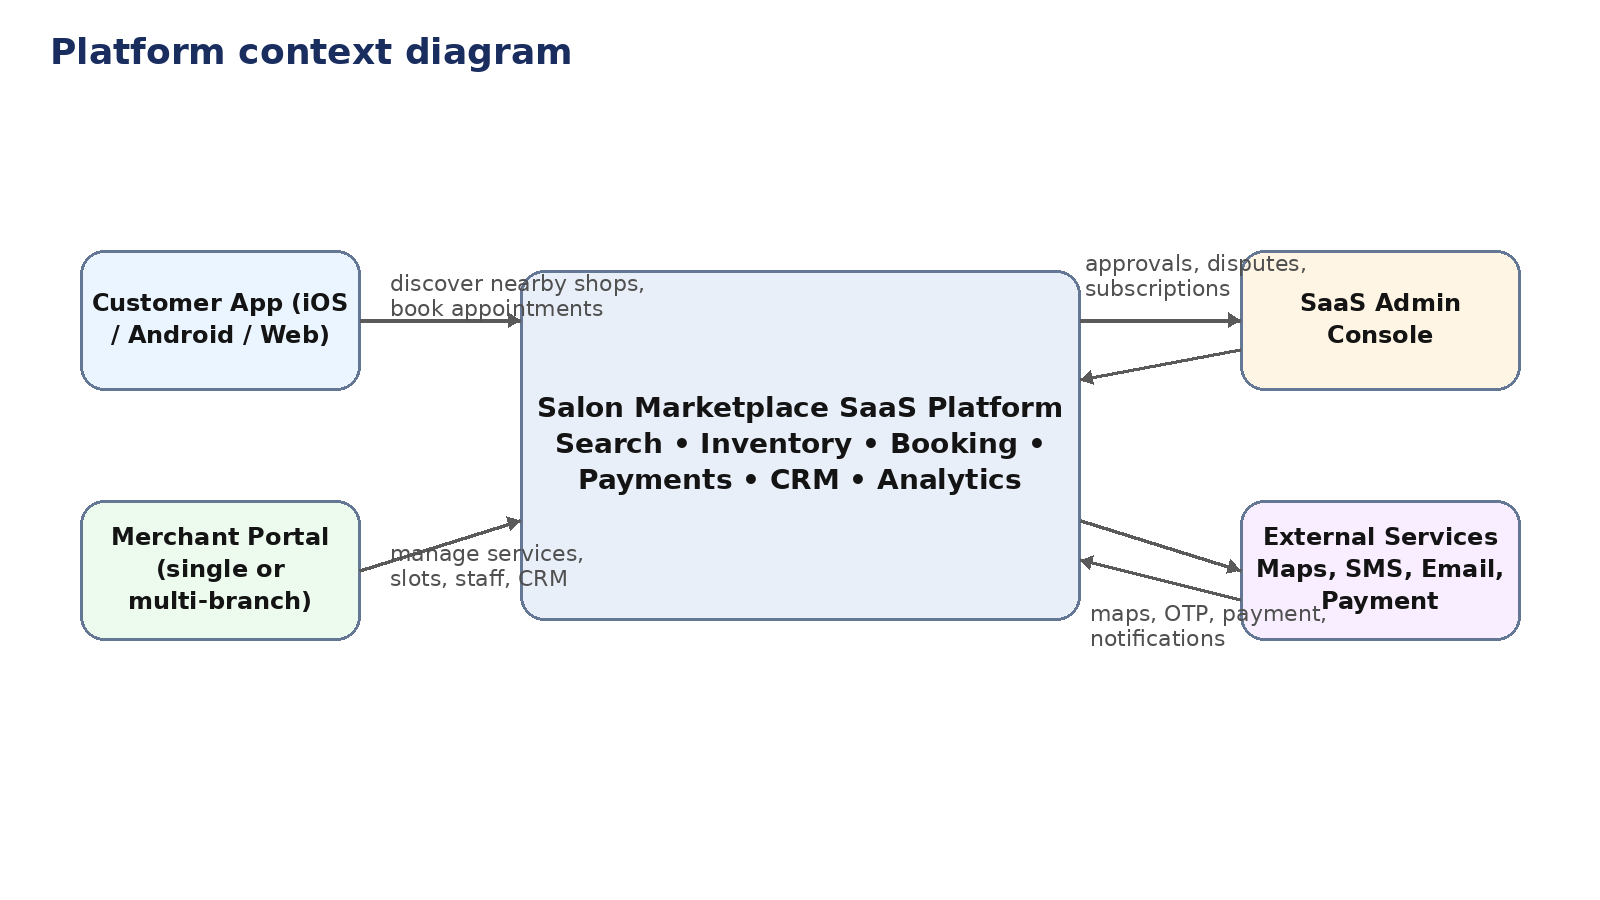 Platform context diagram
Customer App (iOS
/ Android / Web)
discover nearby shops,
book appointments
Merchant Portal
(single or
multi-branch)
manage services,
slots, staff, CRM
Salon Marketplace SaaS Platform
Search • Inventory • Booking •
Payments • CRM • Analytics
approvals, disputes,
subscriptions
SaaS Admin
Console
External Services
Maps, SMS, Email,
Payment
maps, OTP, payment,
notifications